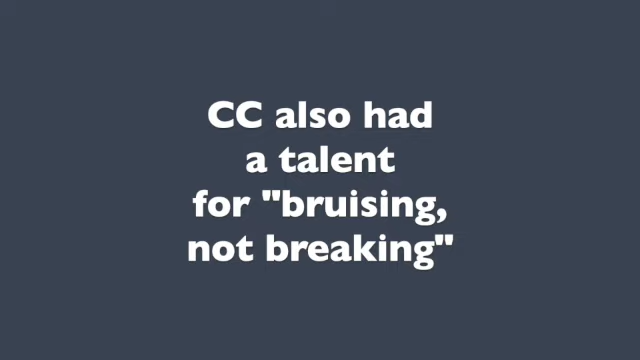 CC also had
a talent
for "bruising,
not breaking"